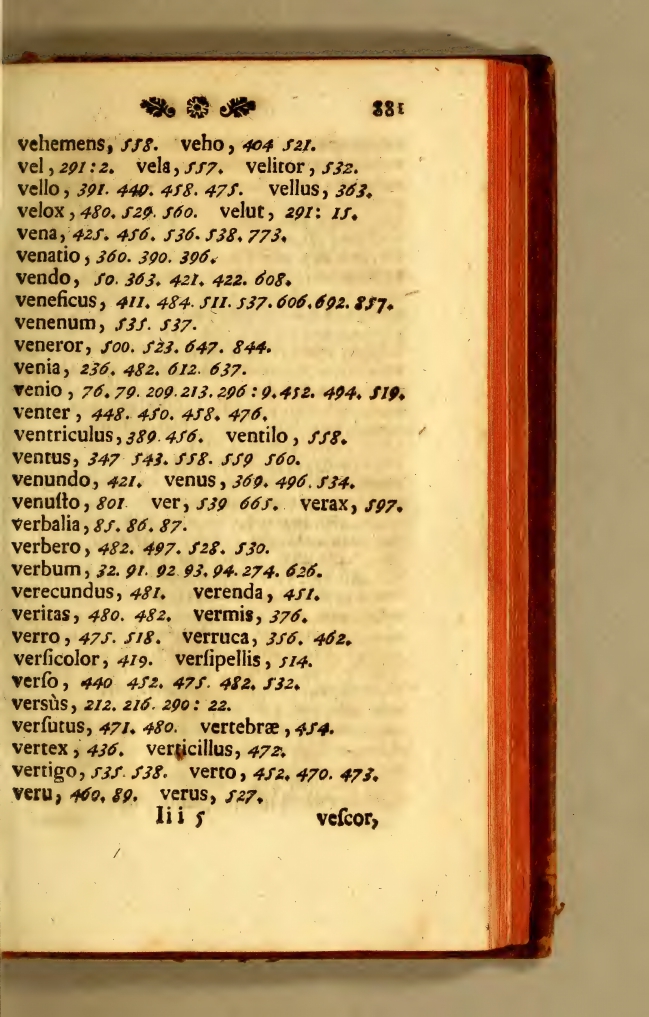 881
vehemens, 558. veho, 404 521.
vel, 291:2. vela, 557. velitor, 532.
vello, 391. 440. 458. 475. vellus, 363.
velox, 480. 529. 560. velut, 291: 15.
vena, 425. 456. 536. 538. 773.
venatio, 360. 390. 396.
vendo, 50. 363. 421. 422. 608.
veneficus, 411. 484. 511. 537. 606. 692. 857.
venenum, 535. 537.
veneror, 500. 523. 647. 844.
venia, 236. 482. 612. 637.
venio, 76. 79. 209. 213. 296: 9. 452. 494. 519.
venter, 448. 450. 458. 476.
ventriculus, 389. 456. ventilo, 558.
ventus, 347 543. 558. 559 560.
venundo, 421. venus, 369. 496. 534.
venuſto, 801 ver, 539 665. verax, 597.
verbalia, 85. 86. 87.
verbero, 482. 497. 528. 530.
verbum, 32. 91. 92 93. 94. 274. 626.
verecundus, 481. verenda, 451.
veritas, 480. 482. vermis, 376.
verro, 475. 518. verruca, 356. 462.
verſicolor, 419. verſipellis, 514.
verſo, 440 452. 475. 482. 532.
versùs, 212. 216. 290: 22.
verſutus, 471. 480. vertebræ, 454.
vertex, 436. verticillus, 472.
vertigo, 535. 538. verto, 452. 470. 473.
veru, 460. 89. verus, 527.
Iii 5 veſcor,